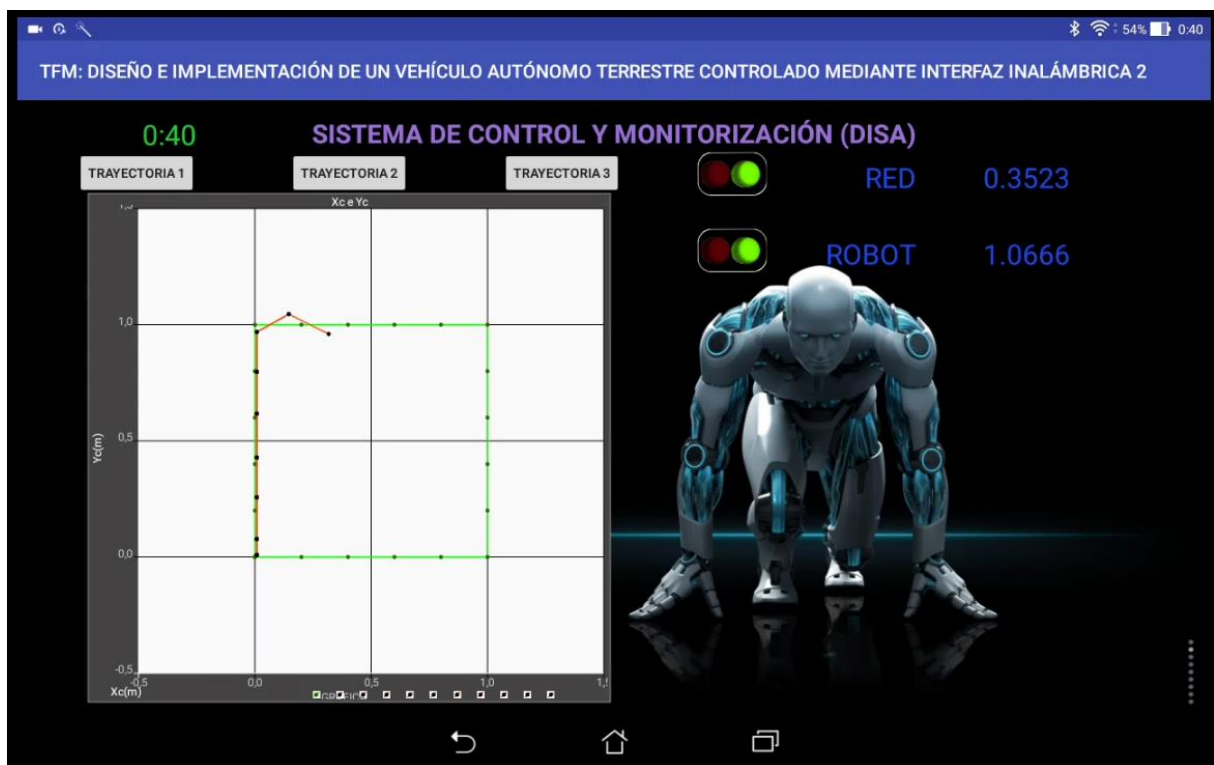 54% 0:40
TFM: DISEÑO E IMPLEMENTACIÓN DE UN VEHÍCULO AUTÓNOMO TERRESTRE CONTROLADO MEDIANTE INTERFAZ INALÁMBRICA 2
0:40 SISTEMA DE CONTROL Y MONITORIZACIÓN (DISA)
TRAYECTORIA 1 TRAYECTORIA 2 TRAYECTORIA 3
RED 0.3523
Xc e Yc
ROBOT 1.0666
1,0
0,5
Yc(m)
0,0
-0,5
Xc(m) 0,0 0,5 1,0